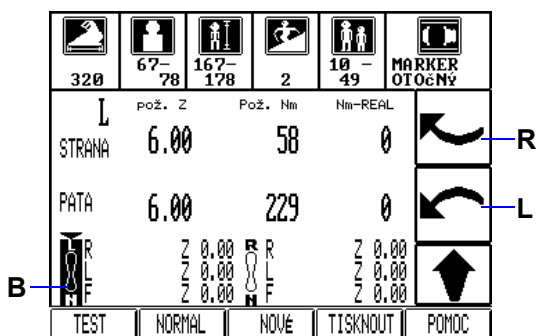 320 67–78 167–178 2 10 – 49 MARKER OTOčNÝ
L pož. Z Pož. Nm Nm-REAL
STRANA 6.00 58 0
R
PATA 6.00 229 0
L
L R Z 0.00 R R Z 0.00
L Z 0.00 L Z 0.00
B
N F Z 0.00 N F Z 0.00
TEST NORMÁL NOVÉ TISKNOUT POMOC